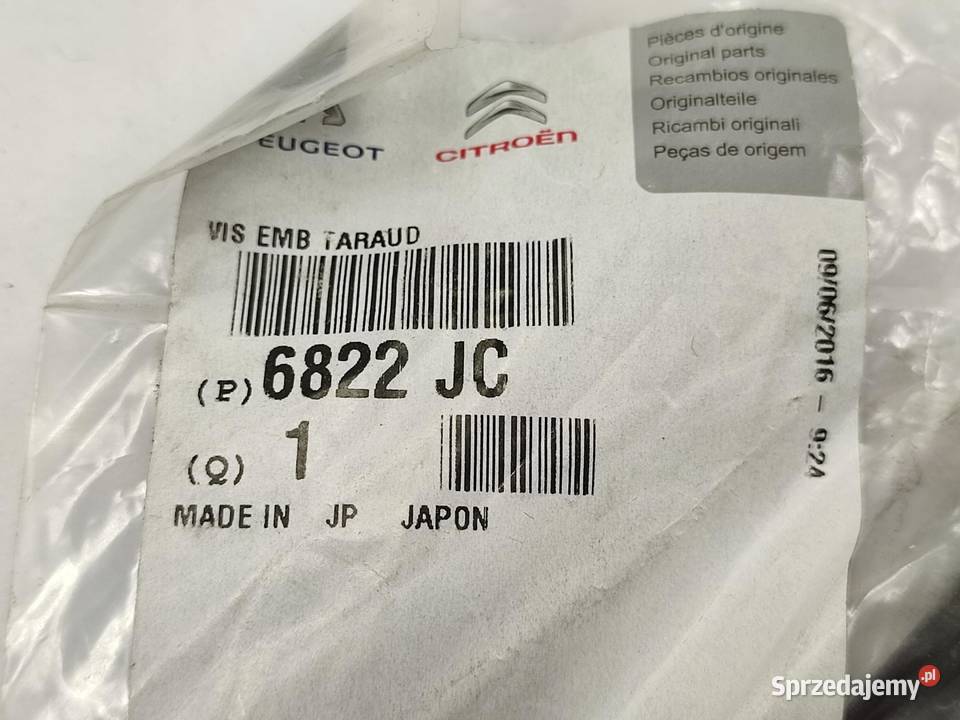 Pièces d'origine
Original parts
Recambios originales
Originalteile
Ricambi originali
Peças de origem
EUGEOT
CITROËN
VIS EMB TARAUD
(P) 6822 JC
(Q) 1
MADE IN JP JAPON
09/06/2016 - 9:24
Sprzedajemy.pl